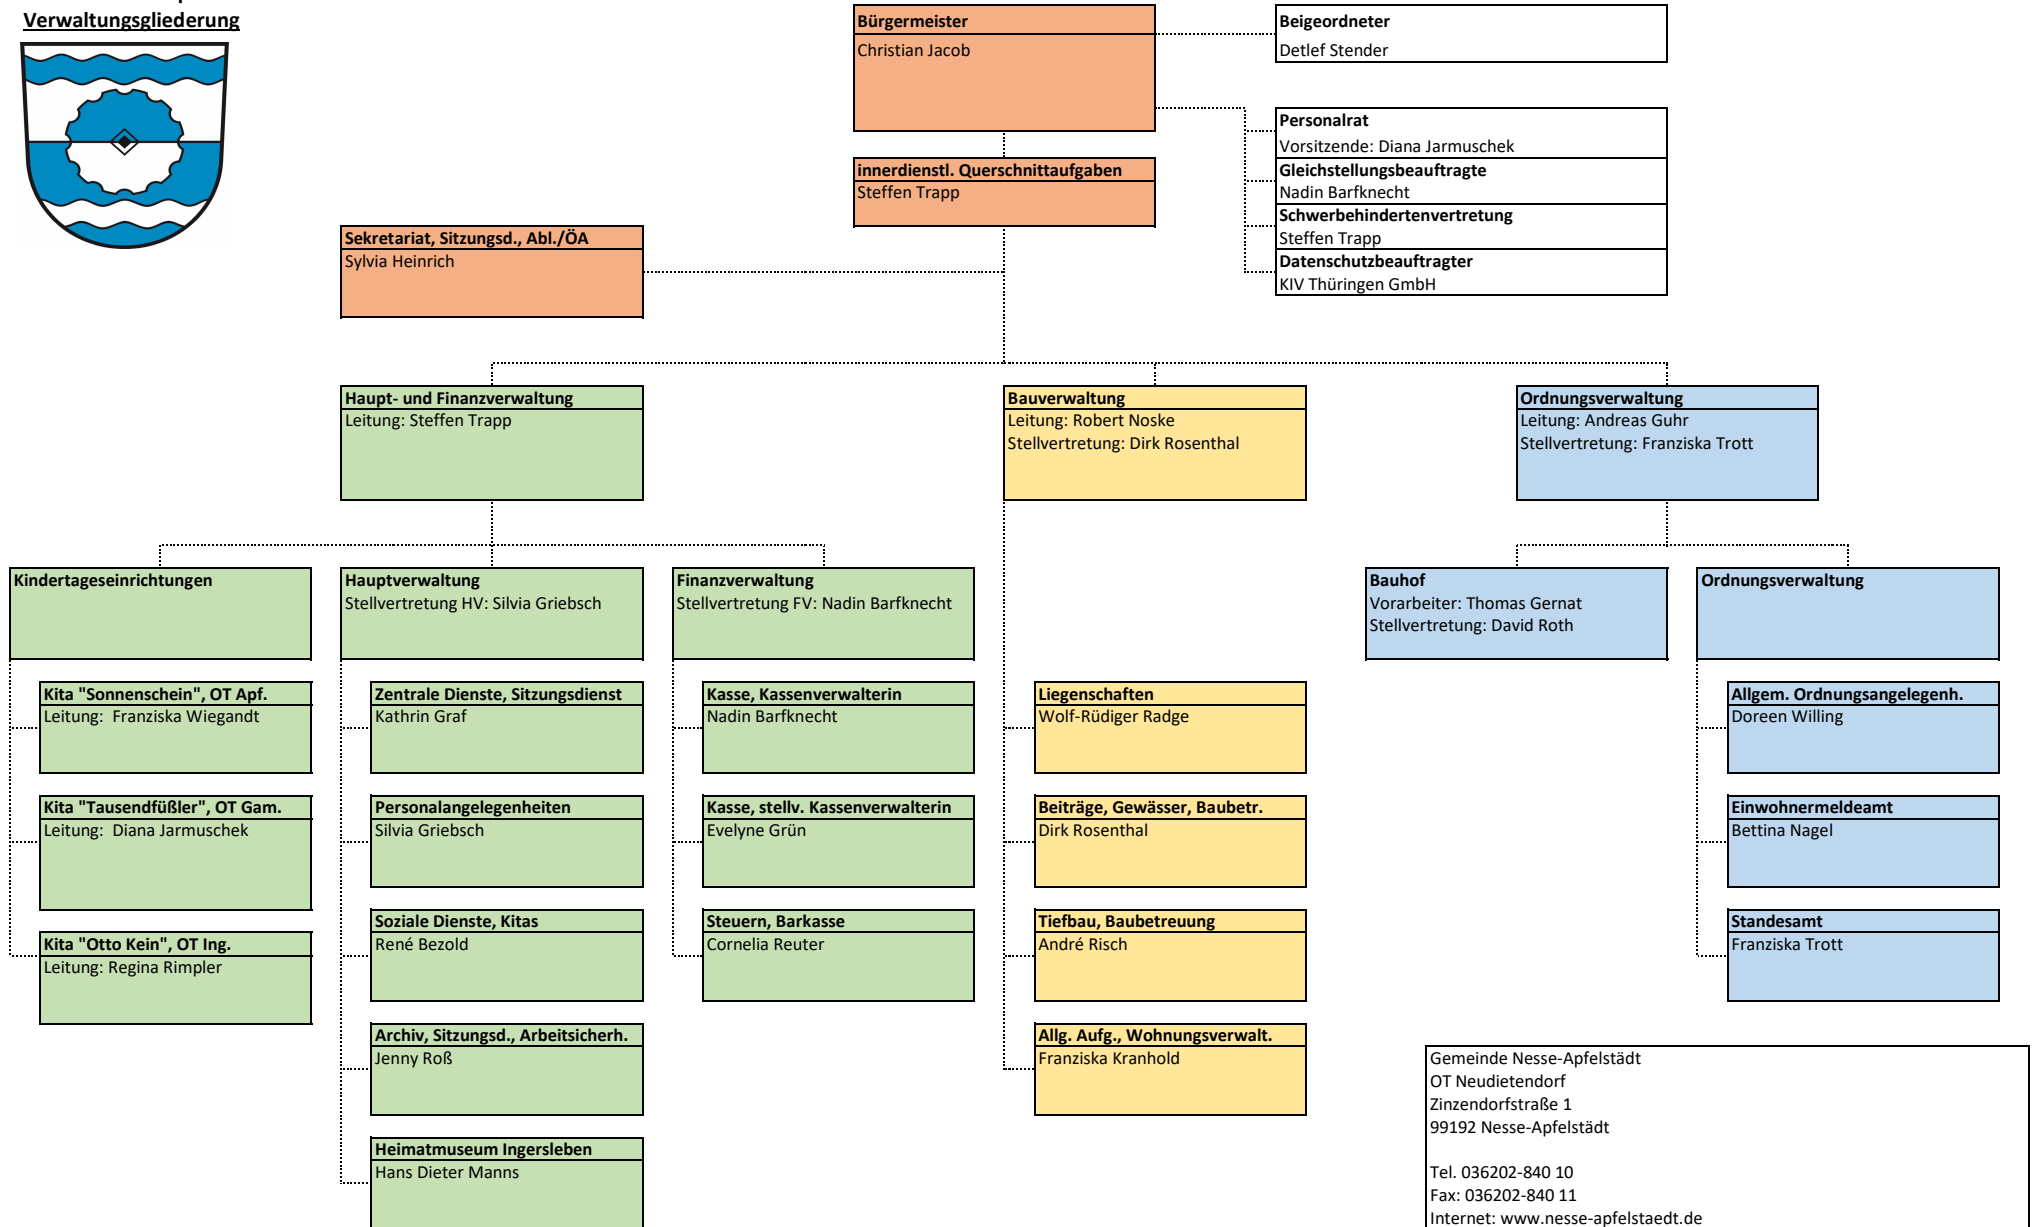 Verwaltungsgliederung
Bürgermeister
Christian Jacob
Beigeordneter
Detlef Stender
Personalrat
Vorsitzende: Diana Jarmuschek
Gleichstellungsbeauftragte
Nadin Barfknecht
Schwerbehindertenvertretung
Steffen Trapp
Datenschutzbeauftragter
KIV Thüringen GmbH
innerdienstl. Querschnittaufgaben
Steffen Trapp
Sekretariat, Sitzungsd., Abl./ÖA
Sylvia Heinrich
Haupt- und Finanzverwaltung
Leitung: Steffen Trapp
Bauverwaltung
Leitung: Robert Noske
Stellvertretung: Dirk Rosenthal
Ordnungsverwaltung
Leitung: Andreas Guhr
Stellvertretung: Franziska Trott
Kindertageseinrichtungen
Kita "Sonnenschein", OT Apf.
Leitung:  Franziska Wiegandt
Kita "Tausendfüßler", OT Gam.
Leitung:  Diana Jarmuschek
Kita "Otto Kein", OT Ing.
Leitung: Regina Rimpler
Hauptverwaltung
Stellvertretung HV: Silvia Griebsch
Zentrale Dienste, Sitzungsdienst
Kathrin Graf
Personalangelegenheiten
Silvia Griebsch
Soziale Dienste, Kitas
René Bezold
Archiv, Sitzungsd., Arbeitsicherh.
Jenny Roß
Heimatmuseum Ingersleben
Hans Dieter Manns
Finanzverwaltung
Stellvertretung FV: Nadin Barfknecht
Kasse, Kassenverwalterin
Nadin Barfknecht
Kasse, stellv. Kassenverwalterin
Evelyne Grün
Steuern, Barkasse
Cornelia Reuter
Liegenschaften
Wolf-Rüdiger Radge
Beiträge, Gewässer, Baubetr.
Dirk Rosenthal
Tiefbau, Baubetreuung
André Risch
Allg. Aufg., Wohnungsverwalt.
Franziska Kranhold
Bauhof
Vorarbeiter: Thomas Gernat
Stellvertretung: David Roth
Ordnungsverwaltung
Allgem. Ordnungsangelegenh.
Doreen Willing
Einwohnermeldeamt
Bettina Nagel
Standesamt
Franziska Trott
Gemeinde Nesse-Apfelstädt
OT Neudietendorf
Zinzendorfstraße 1
99192 Nesse-Apfelstädt
Tel. 036202-840 10
Fax: 036202-840 11
Internet: www.nesse-apfelstaedt.de